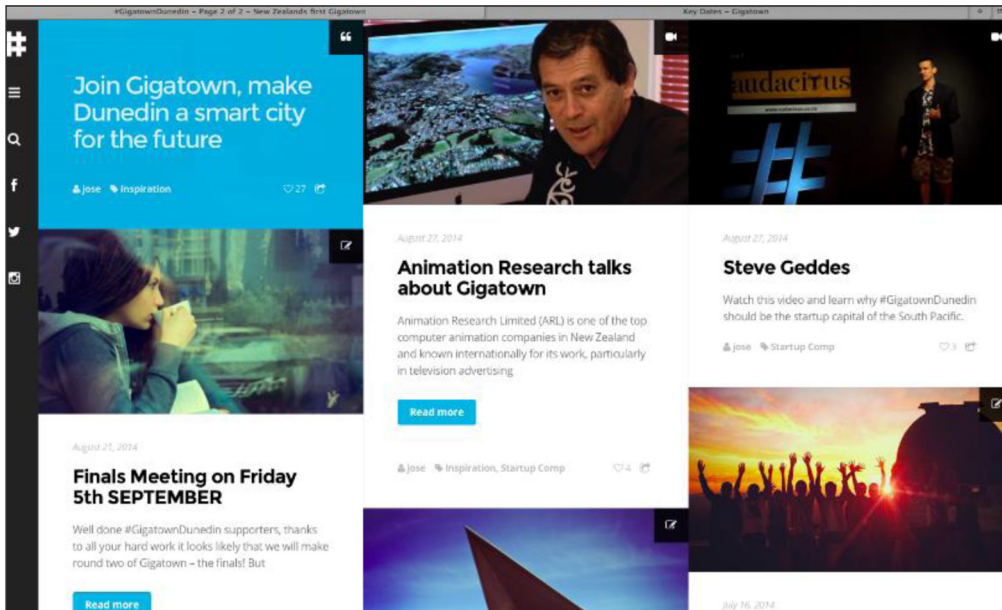 #GigatownDunedin – Page 2 of 2 – New Zealands first Gigatown
Key Dates – Gigatown
Join Gigatown, make
Dunedin a smart city
for the future
jose Inspiration 27
August 21, 2014
Finals Meeting on Friday
5th SEPTEMBER
Well done #GigatownDunedin supporters, thanks
to all your hard work it looks likely that we will make
round two of Gigatown – the finals! But
Read more
August 27, 2014
Animation Research talks
about Gigatown
Animation Research Limited (ARL) is one of the top
computer animation companies in New Zealand
and known internationally for its work, particularly
in television advertising
Read more
jose Inspiration, Startup Comp 4
audacious
www.audacious.co.nz
#
August 27, 2014
Steve Geddes
Watch this video and learn why #GigatownDunedin
should be the startup capital of the South Pacific.
jose Startup Comp 3
July 16, 2014